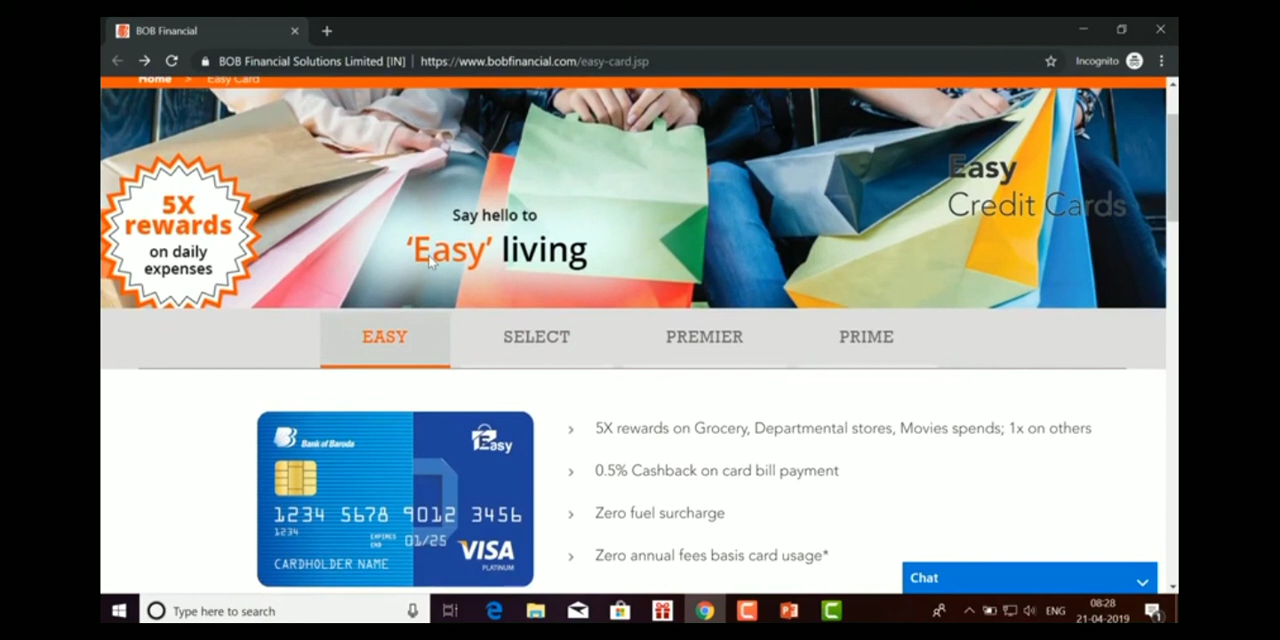 BOB Financial
BOB Financial Solutions Limited [IN] | https://www.bobfinancial.com/easy-card.jsp
Incognito
Home > Easy Card
5X
rewards
on daily
expenses
Say hello to
'Easy' living
Easy
Credit Cards
EASY
SELECT
PREMIER
PRIME
Bank of Baroda
Easy
1234 5678 9012 3456
1234
EXPIRES
END
01/25
VISA
PLATINUM
CARDHOLDER NAME
› 5X rewards on Grocery, Departmental stores, Movies spends; 1x on others
› 0.5% Cashback on card bill payment
› Zero fuel surcharge
› Zero annual fees basis card usage*
Chat
Type here to search
ENG
08:28
21-04-2019